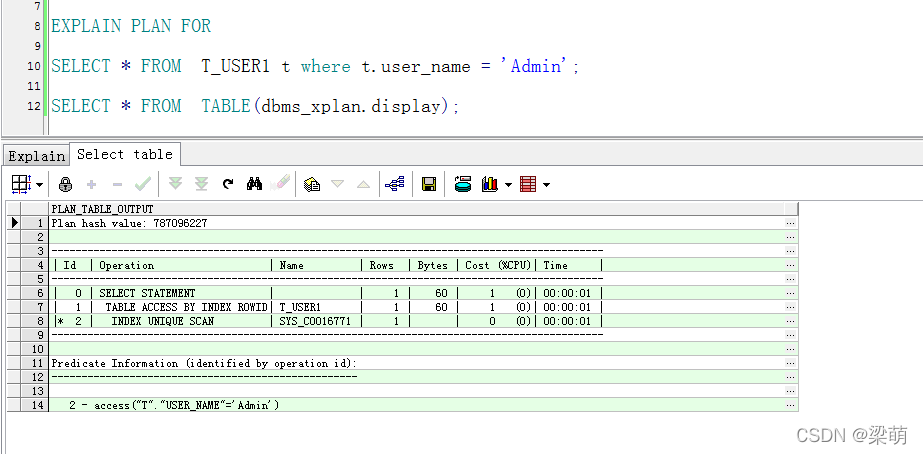 7
8 EXPLAIN PLAN FOR
9
10 SELECT * FROM  T_USER1 t where t.user_name = 'Admin';
11
12 SELECT * FROM  TABLE(dbms_xplan.display);
Explain Select table
PLAN_TABLE_OUTPUT
1 Plan hash value: 787096227 ...
2 ...
3 -------------------------------------------------------------------------------------------- ...
4 | Id  | Operation                   | Name         | Rows  | Bytes | Cost (%CPU)| Time     | ...
5 -------------------------------------------------------------------------------------------- ...
6 |   0 | SELECT STATEMENT            |              |     1 |    60 |     1   (0)| 00:00:01 | ...
7 |   1 |  TABLE ACCESS BY INDEX ROWID| T_USER1      |     1 |    60 |     1   (0)| 00:00:01 | ...
8 |*  2 |   INDEX UNIQUE SCAN         | SYS_C0016771 |     1 |       |     0   (0)| 00:00:01 | ...
9 -------------------------------------------------------------------------------------------- ...
10 ...
11 Predicate Information (identified by operation id): ...
12 --------------------------------------------------- ...
13 ...
14    2 - access("T"."USER_NAME"='Admin') ...
CSDN @梁萌